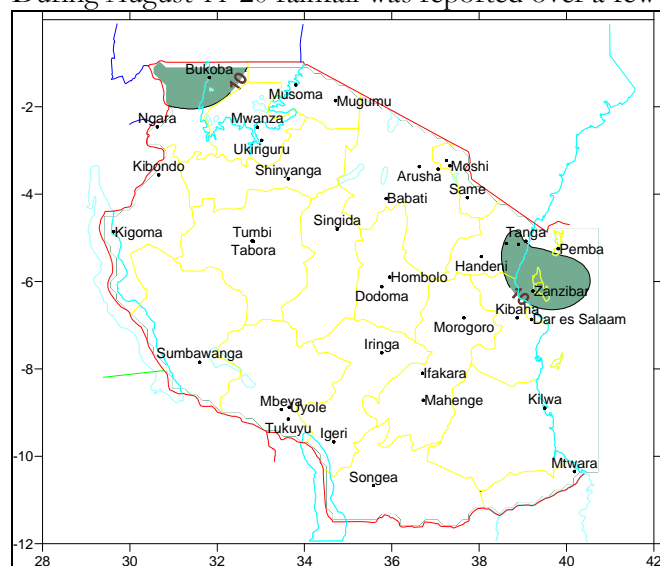 During August 11-20 rainfall was reported over a few
Bukoba
10
Musoma
-2
Mugumu
Ngara
Mwanza
Ukiriguru
Kibondo
Shinyanga
Moshi
Arusha
-4
Babati
Same
Kigoma
Singida
Tanga
Tumbi
Tabora
Pemba
Handeni
Hombolo
-6
Dodoma
Zanzibar
10
Kibaha
Morogoro
Dar es Salaam
Iringa
-8
Sumbawanga
Ifakara
Mbeya
Uyole
Mahenge
Kilwa
Tukuyu
Igeri
-10
Mtwara
Songea
-12
28 30 32 34 36 38 40 42